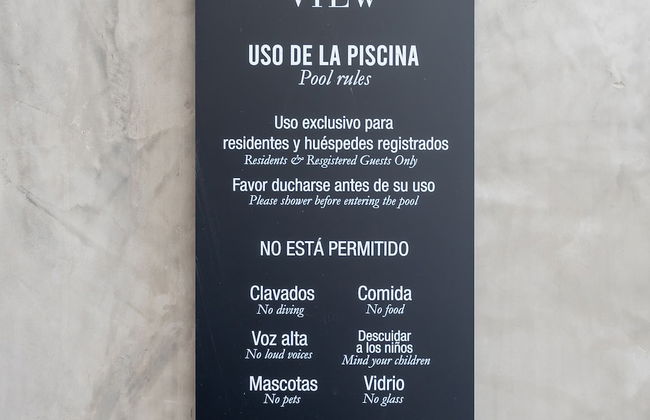 VIEW
USO DE LA PISCINA
Pool rules
Uso exclusivo para
residentes y huéspedes registrados
Residents & Resgistered Guests Only
Favor ducharse antes de su uso
Please shower before entering the pool
NO ESTÁ PERMITIDO
Clavados
No diving
Comida
No food
Voz alta
No loud voices
Descuidar
a los niños
Mind your children
Mascotas
No pets
Vidrio
No glass